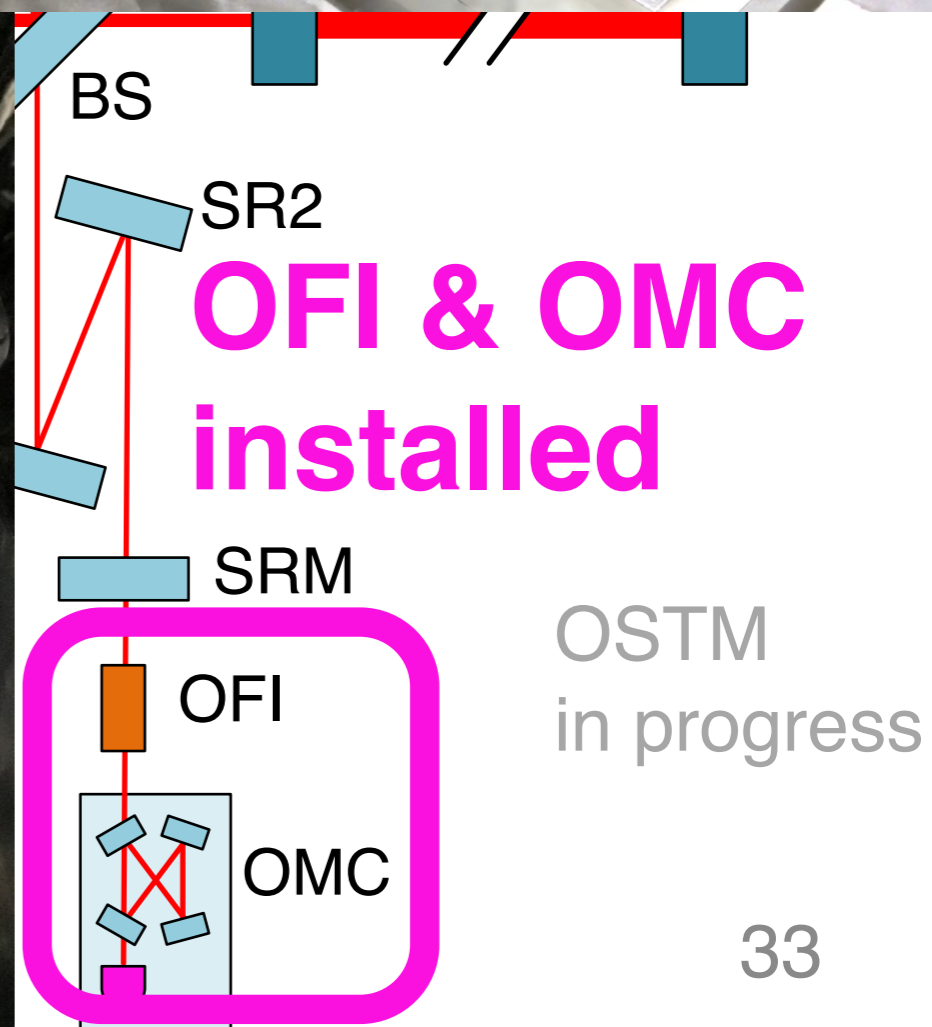 BS
SR2
OFI & OMC
installed
SRM
OSTM
in progress
OFI
OMC
33